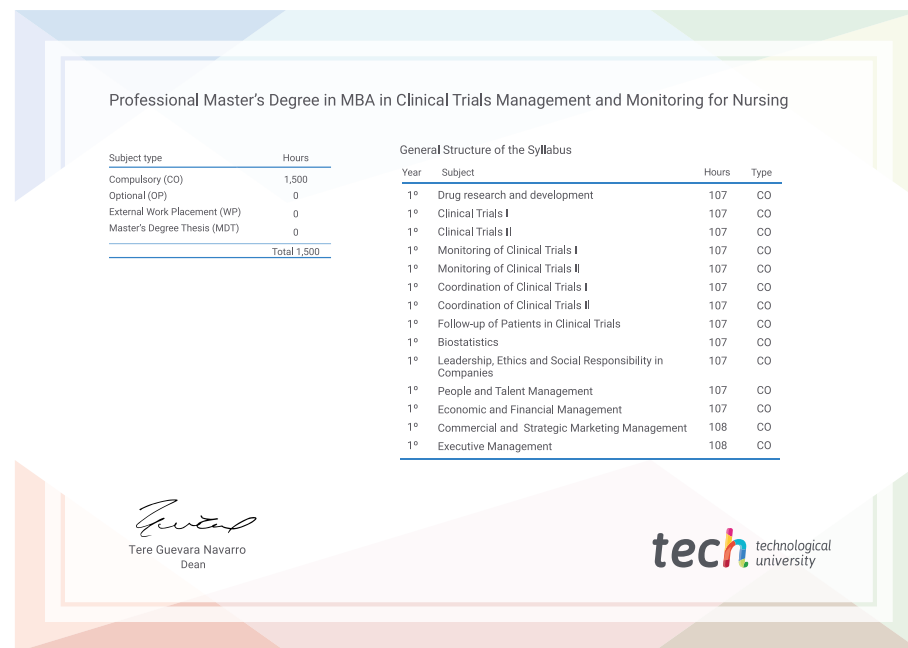 Professional Master's Degree in MBA in Clinical Trials Management and Monitoring for Nursing
Subject type Hours
Compulsory (CO) 1,500
Optional (OP) 0
External Work Placement (WP) 0
Master's Degree Thesis (MDT) 0
Total 1,500
General Structure of the Syllabus
Year Subject Hours Type
1º Drug research and development 107 CO
1º Clinical Trials I 107 CO
1º Clinical Trials II 107 CO
1º Monitoring of Clinical Trials I 107 CO
1º Monitoring of Clinical Trials II 107 CO
1º Coordination of Clinical Trials I 107 CO
1º Coordination of Clinical Trials II 107 CO
1º Follow-up of Patients in Clinical Trials 107 CO
1º Biostatistics 107 CO
1º Leadership, Ethics and Social Responsibility in 107 CO
Companies
1º People and Talent Management 107 CO
1º Economic and Financial Management 107 CO
1º Commercial and Strategic Marketing Management 108 CO
1º Executive Management 108 CO
Tere Guevara Navarro
Dean
tech technological
university